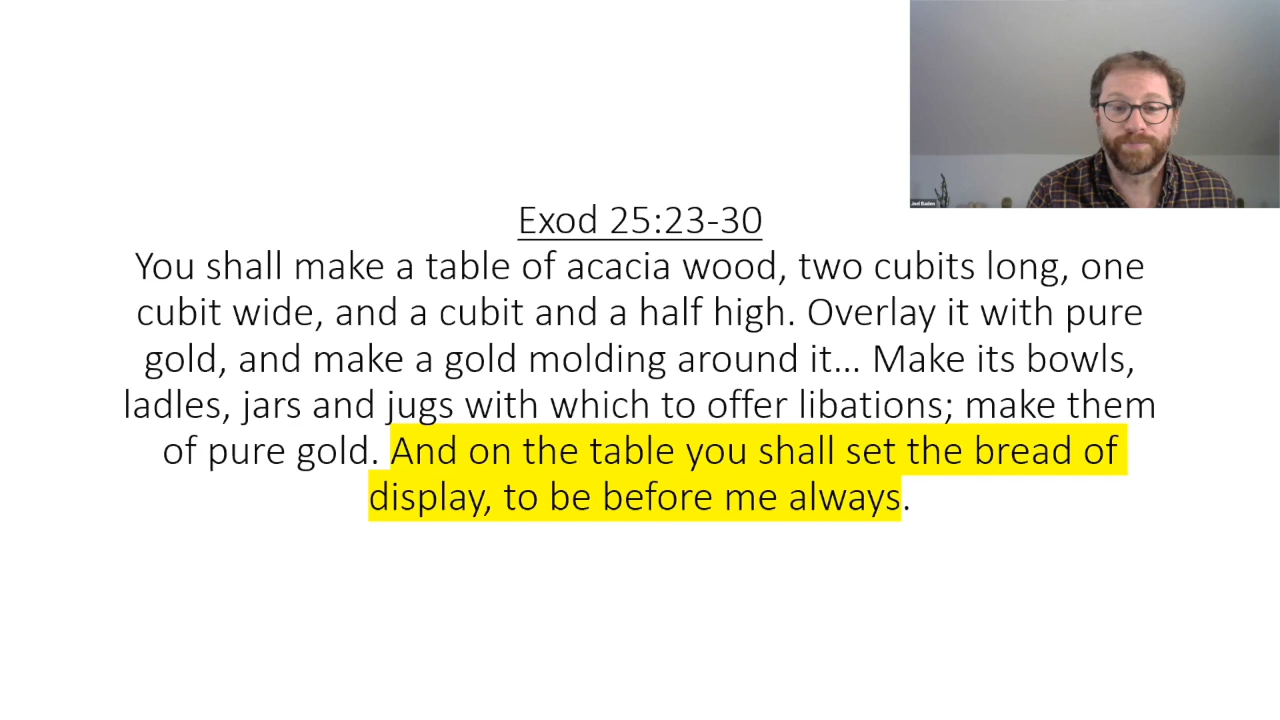 Joel Baden
Exod 25:23-30
You shall make a table of acacia wood, two cubits long, one
cubit wide, and a cubit and a half high. Overlay it with pure
gold, and make a gold molding around it... Make its bowls,
ladles, jars and jugs with which to offer libations; make them
of pure gold. And on the table you shall set the bread of
display, to be before me always.